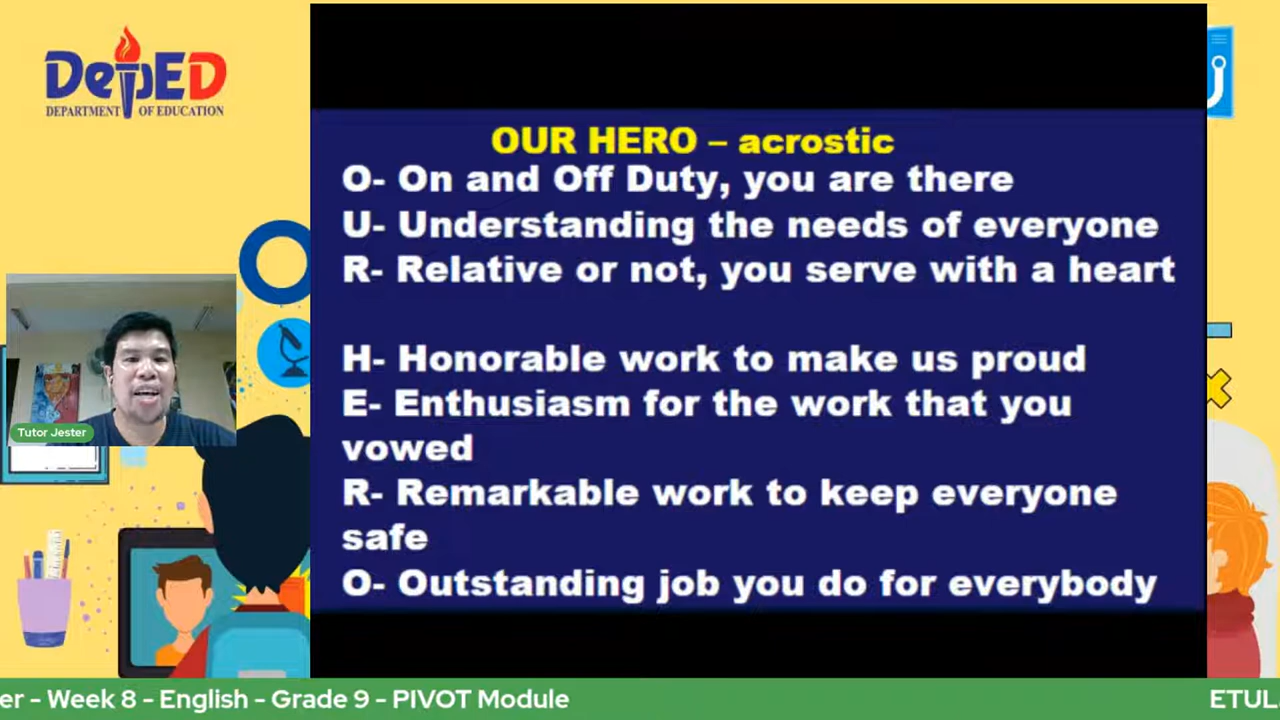 DepED
DEPARTMENT OF EDUCATION
OUR HERO – acrostic
O- On and Off Duty, you are there
U- Understanding the needs of everyone
R- Relative or not, you serve with a heart
H- Honorable work to make us proud
E- Enthusiasm for the work that you
vowed
R- Remarkable work to keep everyone
safe
O- Outstanding job you do for everybody
Tutor Jester
er - Week 8 - English - Grade 9 - PIVOT Module
ETUL